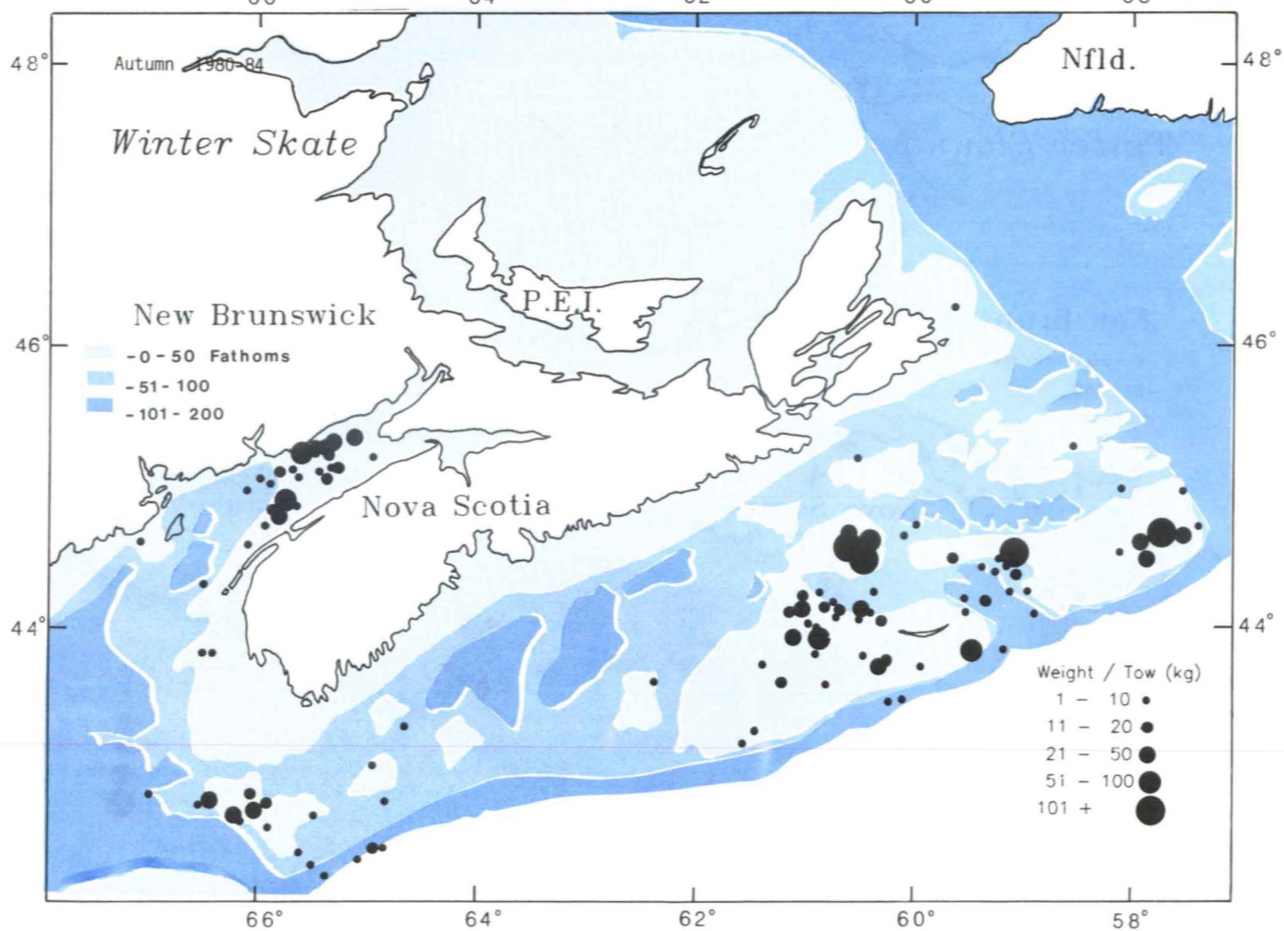 48°
Autumn 1980-84
Nfld.
48°
Winter Skate
P.E.I.
New Brunswick
46°
46°
-0-50 Fathoms
-51-100
-101-200
Nova Scotia
44°
44°
Weight / Tow (kg)
1 - 10
11 - 20
21 - 50
51 - 100
101 +
66°
64°
62°
60°
58°